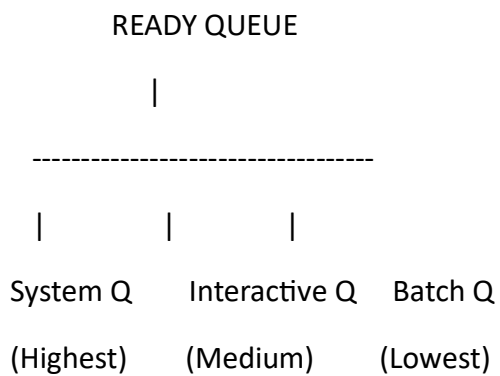 READY QUEUE
|
-----------------------------------
| | |
System Q Interactive Q Batch Q
(Highest) (Medium) (Lowest)